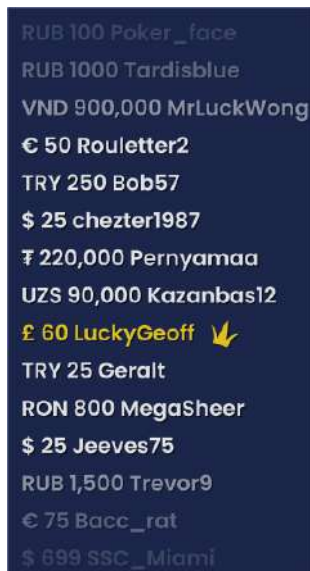 RUB 100 Poker_face
RUB 1000 Tardisblue
VND 900,000 MrLuckWong
€ 50 Rouletter2
TRY 250 Bob57
$ 25 chezter1987
₮ 220,000 Pernyamaa
UZS 90,000 Kazanbas12
£ 60 LuckyGeoff
TRY 25 Geralt
RON 800 MegaSheer
$ 25 Jeeves75
RUB 1,500 Trevor9
€ 75 Bacc_rat
$ 699 SSC_Miami